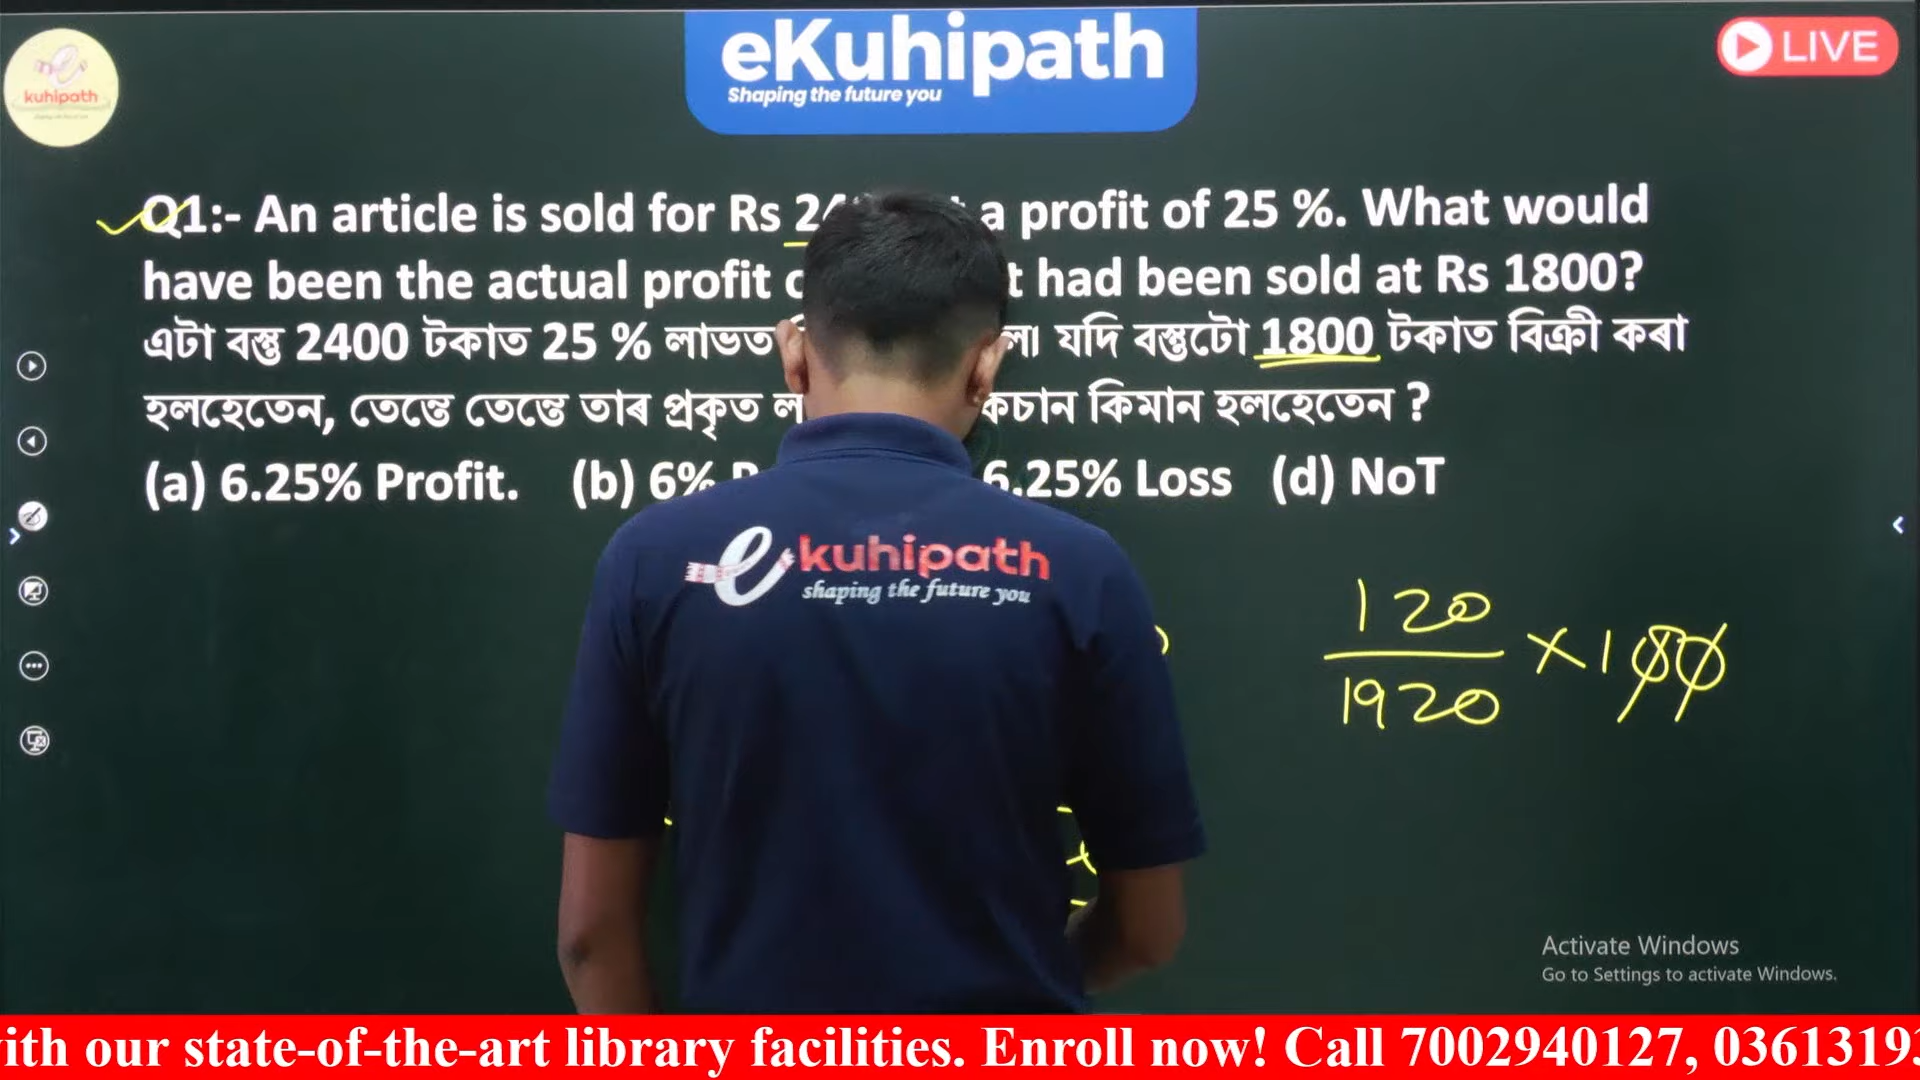 eKuhipath
Shaping the future you
LIVE
kuhipath
Q1:- An article is sold for Rs a profit of 25 %. What would
have been the actual profit had been sold at Rs 1800?
এটা বস্তু 2400 টকাত 25 % লাভত যদি বস্তুটো 1800 টকাত বিক্ৰী কৰা
হলহেতেন, তেন্তে তেন্তে তাৰ প্ৰকৃত কিমান হলহেতেন ?
(a) 6.25% Profit. (b) 6% 6.25% Loss (d) NoT
ekuhipath
shaping the future you
120
× 100
1920
Activate Windows
Go to Settings to activate Windows.
with our state-of-the-art library facilities. Enroll now! Call 7002940127,